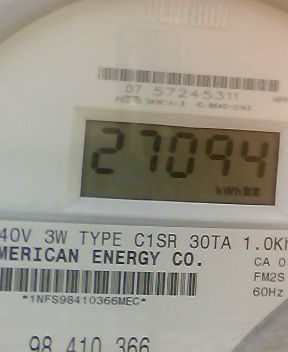 CENTRON
07 57245311
27094
kWh
40V 3W TYPE C1SR 30TA 1.0Kh
MERICAN ENERGY CO.
CA 0
FM2S
60Hz
*1NFS98410366MEC*
98 410 366